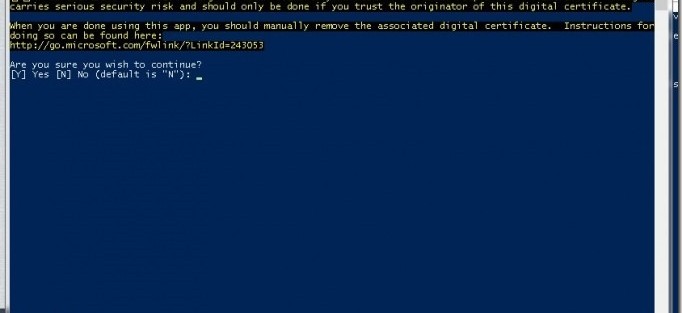 carries serious security risk and should only be done if you trust the originator of this digital certificate.
When you are done using this app, you should manually remove the associated digital certificate. Instructions for
doing so can be found here:
http://go.microsoft.com/fwlink/?LinkId=243053
Are you sure you wish to continue?
[Y] Yes [N] No (default is "N"): _